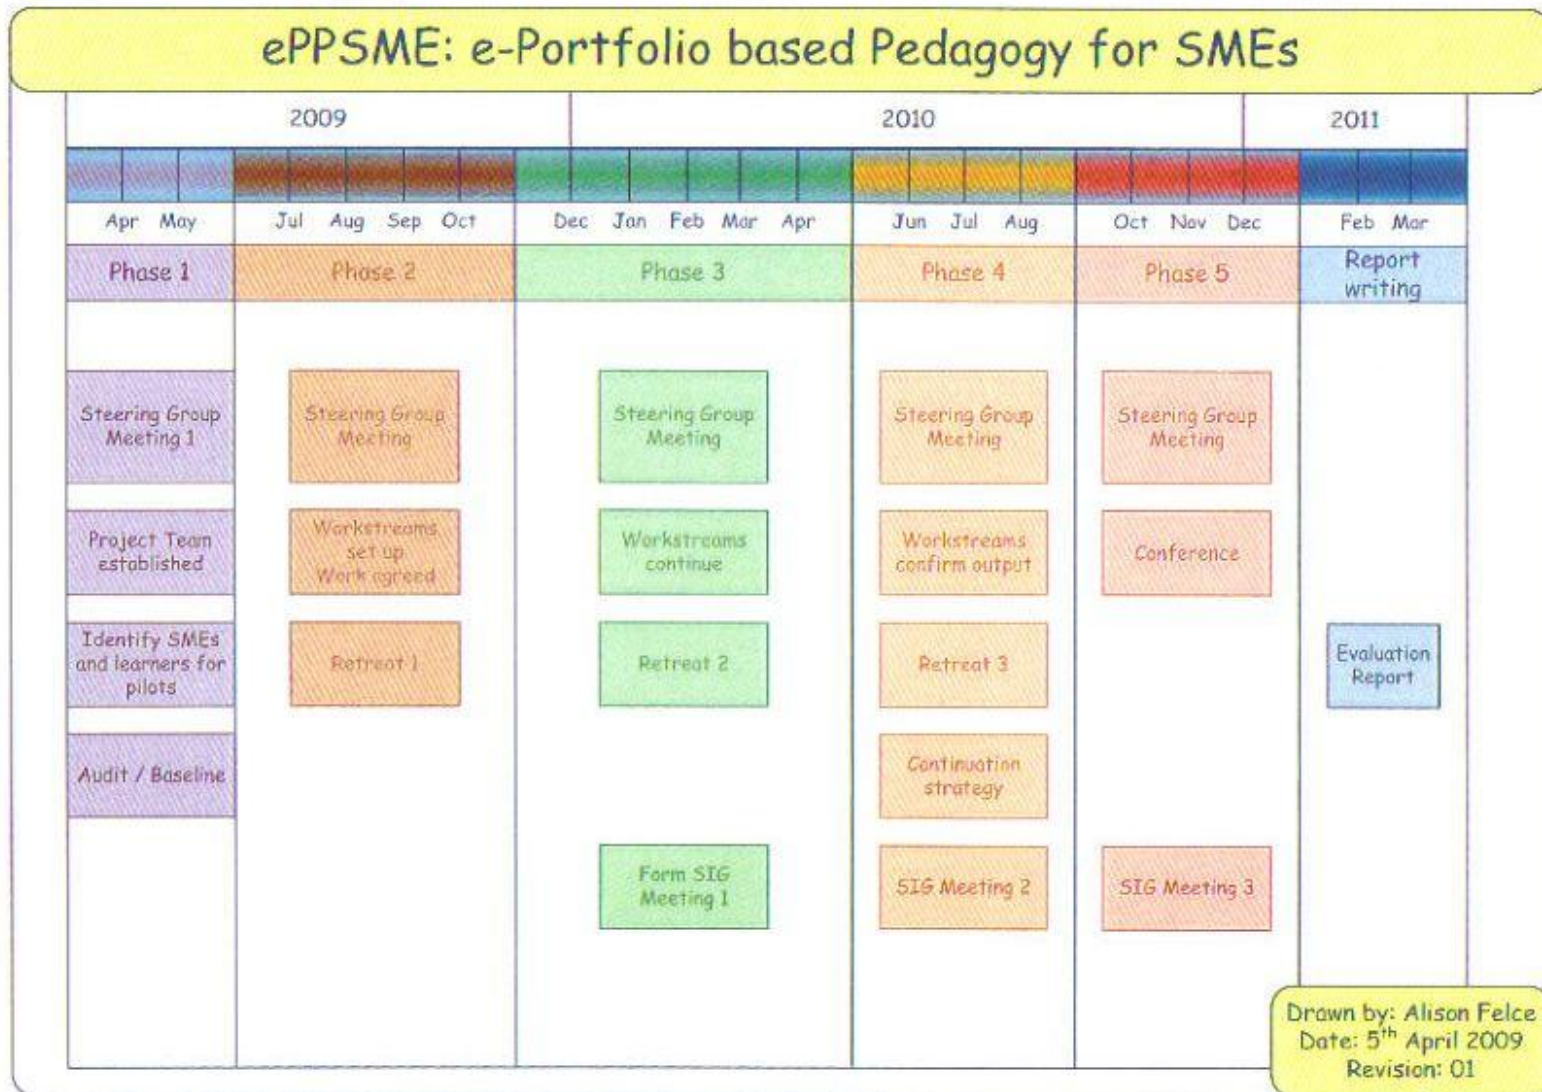 ePPSME: e-Portfolio based Pedagogy for SMEs
2009 2010 2011
Apr May Jul Aug Sep Oct Dec Jan Feb Mar Apr Jun Jul Aug Oct Nov Dec Feb Mar
Phase 1 Phase 2 Phase 3 Phase 4 Phase 5 Report
writing
Steering Group
Meeting 1
Steering Group
Meeting
Steering Group
Meeting
Steering Group
Meeting
Steering Group
Meeting
Project Team
established
Workstreams
set up
Work agreed
Workstreams
continue
Workstreams
confirm output
Conference
Identify SMEs
and learners for
pilots
Retreat 1
Retreat 2
Retreat 3
Evaluation
Report
Audit / Baseline
Continuation
strategy
Form SIG
Meeting 1
SIG Meeting 2
SIG Meeting 3
Drawn by: Alison Felce
Date: 5th April 2009
Revision: 01